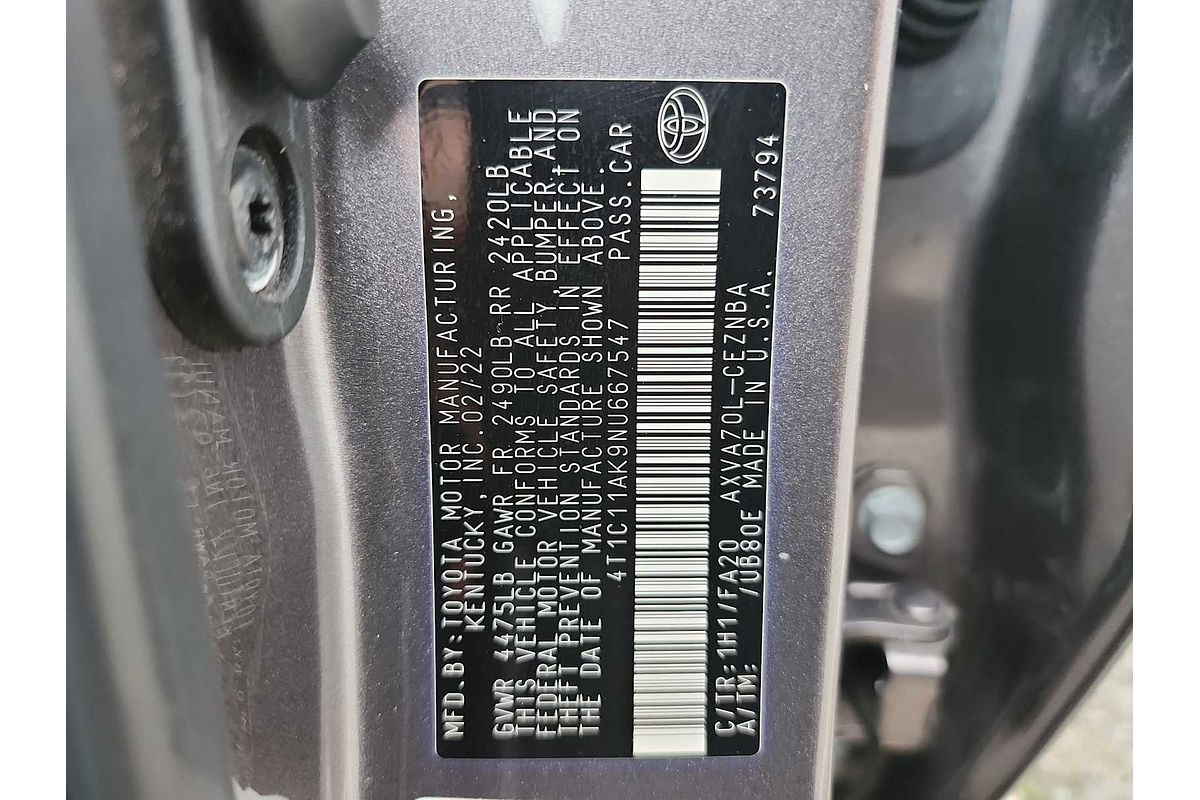 MFD.BY:TOYOTA MOTOR MANUFACTURING,
KENTUCKY, INC. 02/22
GVWR 4475LB GAWR FR 2490LB RR 2420LB
THIS VEHICLE CONFORMS TO ALL APPLICABLE
FEDERAL MOTOR VEHICLE SAFETY, BUMPER, AND
THEFT PREVENTION STANDARDS IN EFFECT ON
THE DATE OF MANUFACTURE SHOWN ABOVE.
4T1C11AK9NU667547 PASS.CAR
C/TR:1H1/FA20 AXVA70L-CEZNBA 73794
A/TM: /UB80E MADE IN U.S.A.